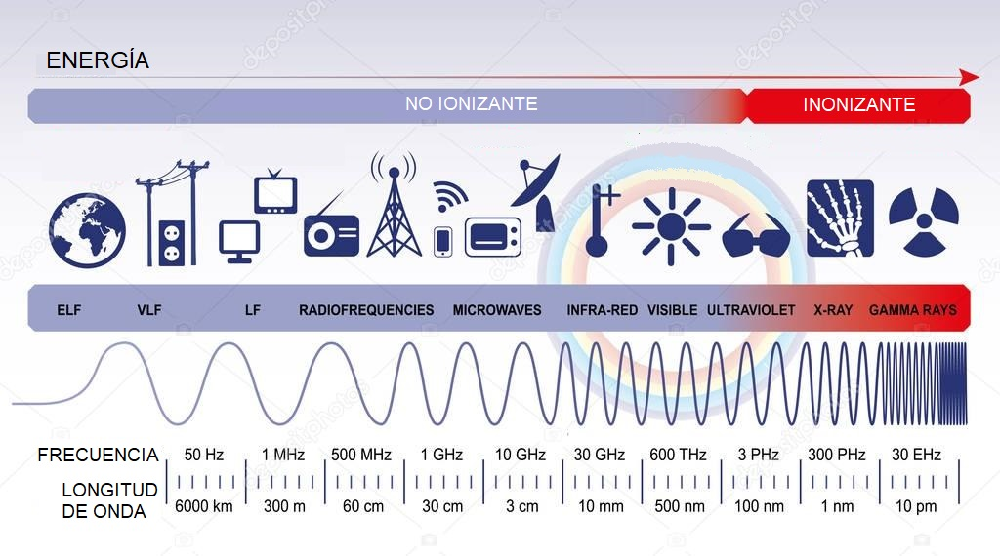 ENERGÍA
NO IONIZANTE INONIZANTE
ELF VLF LF RADIOFREQUENCIES MICROWAVES INFRA-RED VISIBLE ULTRAVIOLET X-RAY GAMMA RAYS
FRECUENCIA 50 Hz 1 MHz 500 MHz 1 GHz 10 GHz 30 GHz 600 THz 3 PHz 300 PHz 30 EHz
LONGITUD
DE ONDA 6000 km 300 m 60 cm 30 cm 3 cm 10 mm 500 nm 100 nm 1 nm 10 pm
depositphotos